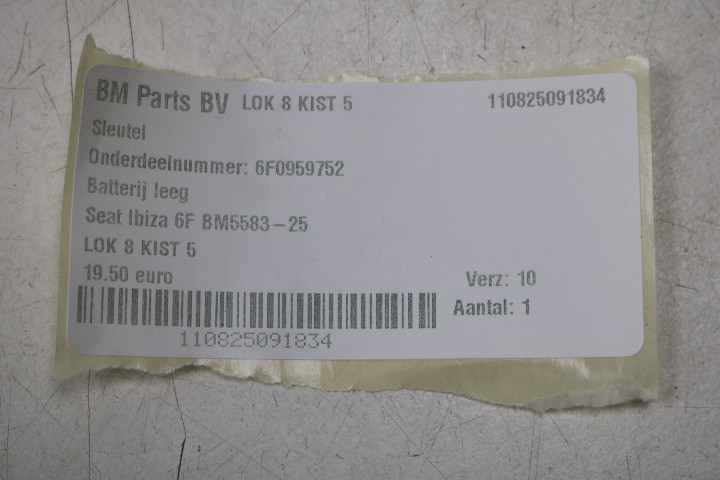 BM Parts BV LOK 8 KIST 5 110825091834
Sleutel
Onderdeelnummer: 6F0959752
Batterij leeg
Seat Ibiza 6F BM5583-25
LOK 8 KIST 5
19.50 euro Verz: 10
Aantal: 1
110825091834